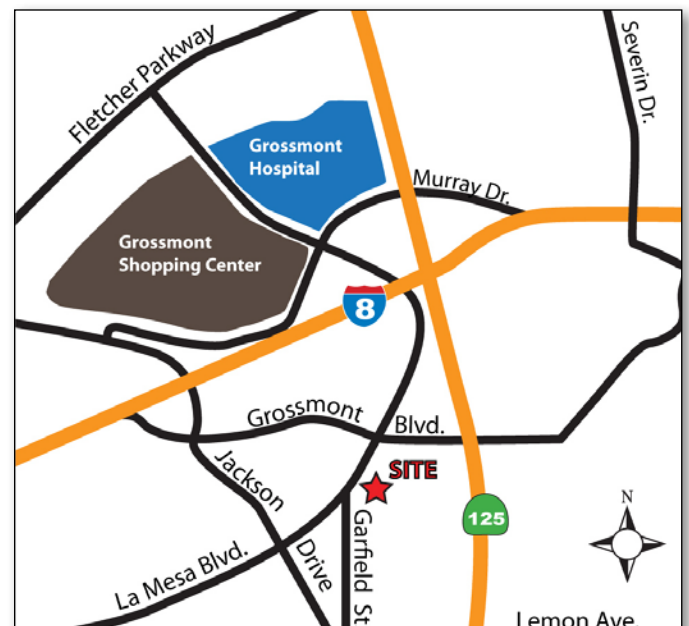 Fletcher Parkway
Severin Dr.
Grossmont
Hospital
Murray Dr.
Grossmont
Shopping Center
8
Grossmont Blvd.
SITE
Jackson Drive
125
N
Garfield St
La Mesa Blvd.
Lemon Ave.